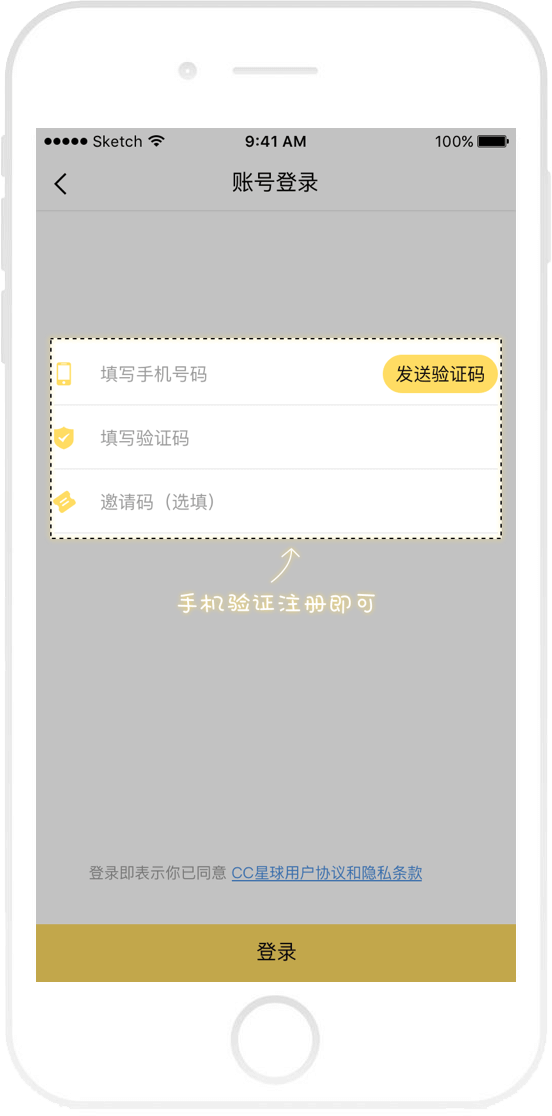 Sketch 9:41 AM 100%
账号登录
填写手机号码 发送验证码
填写验证码
邀请码（选填）
手机验证注册即可
登录即表示你已同意 CC星球用户协议和隐私条款
登录